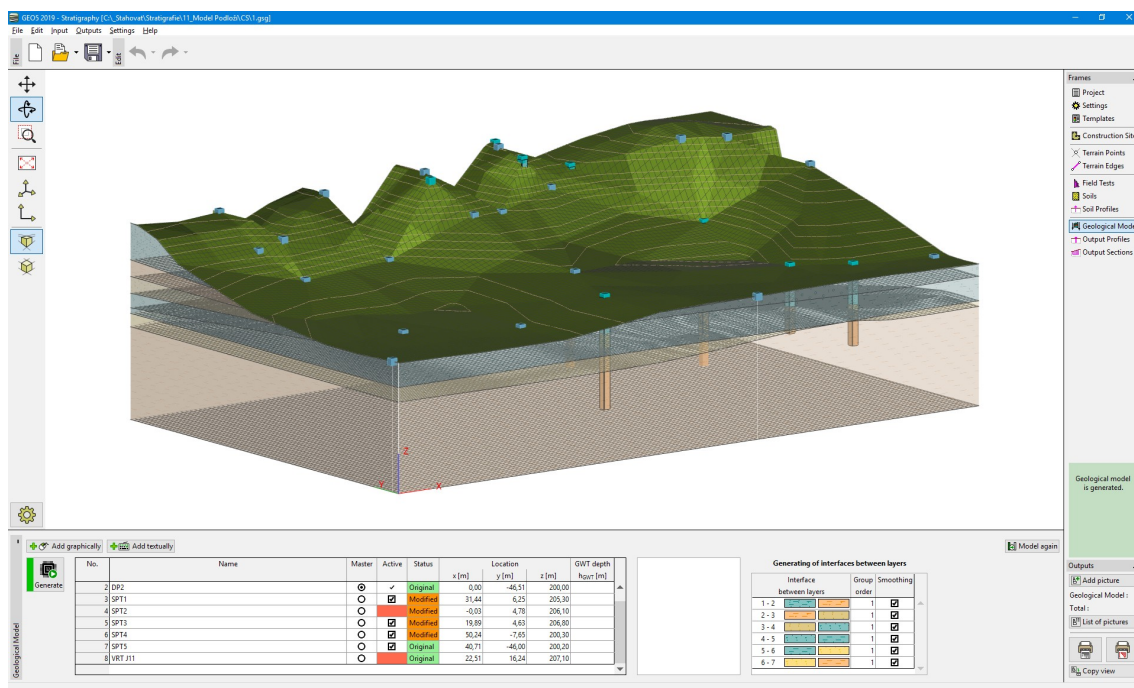 GEO5 2019 - Stratigraphy [C:\_Stahovat\Stratigrafie\11_Model Podloží\CS\1.gsg]
File Edit Input Outputs Settings Help
File
Edit
Frames
Project
Settings
Templates
Construction Site
Terrain Points
Terrain Edges
Field Tests
Soils
Soil Profiles
Geological Mode
Output Profiles
Output Sections
Z
Y X
Geological model
is generated.
Geological Model
Add graphically Add textually
Model again
Generate
No. Name Master Active Status Location GWT depth
x [m] y [m] z [m] hGWT [m]
2 DP2 Original 0,00 -46,51 200,00
3 SPT1 Modified 31,44 6,25 205,30
4 SPT2 Modified -0,03 4,78 206,10
5 SPT3 Modified 19,89 4,63 206,80
6 SPT4 Modified 50,24 -7,65 200,30
7 SPT5 Original 40,71 -46,00 200,20
8 VRT J11 Original 22,51 16,24 207,10
Generating of interfaces between layers
Interface Group Smoothing
between layers order
1 - 2 1
2 - 3 1
3 - 4 1
4 - 5 1
5 - 6 1
6 - 7 1
Outputs
Add picture
Geological Model :
Total :
List of pictures
Copy view